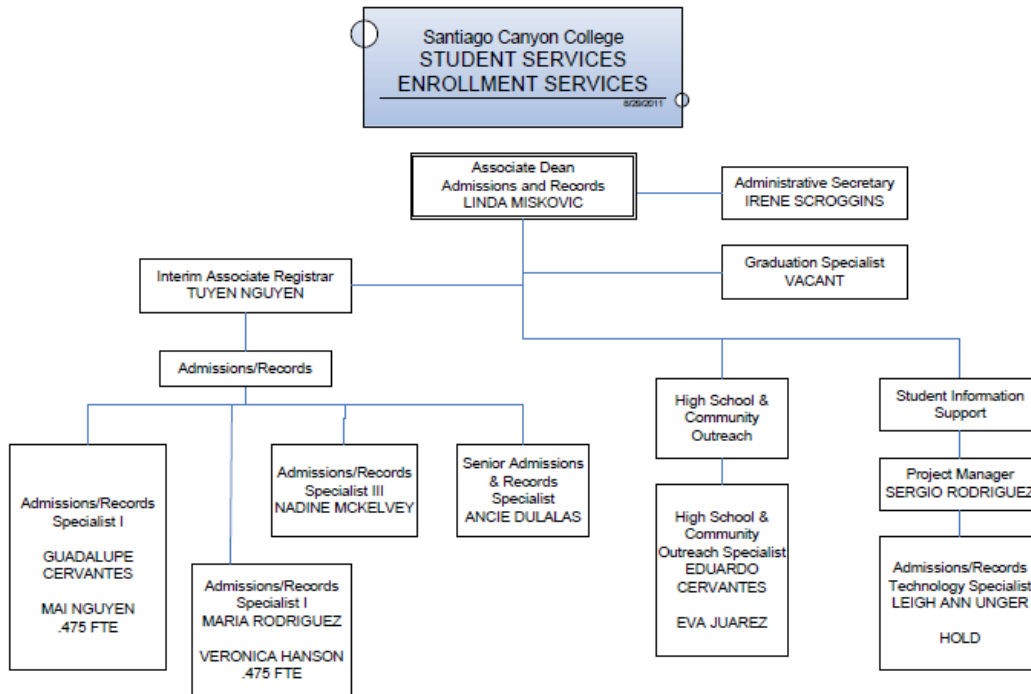 Santiago Canyon College
STUDENT SERVICES
ENROLLMENT SERVICES
8/29/2011
Associate Dean
Admissions and Records
LINDA MISKOVIC
Administrative Secretary
IRENE SCROGGINS
Graduation Specialist
VACANT
Interim Associate Registrar
TUYEN NGUYEN
Admissions/Records
Admissions/Records
Specialist I
GUADALUPE
CERVANTES
MAI NGUYEN
.475 FTE
Admissions/Records
Specialist I
MARIA RODRIGUEZ
VERONICA HANSON
.475 FTE
Admissions/Records
Specialist III
NADINE MCKELVEY
Senior Admissions
& Records
Specialist
ANCIE DULALAS
High School &
Community
Outreach
High School &
Community
Outreach Specialist
EDUARDO
CERVANTES
EVA JUAREZ
Student Information
Support
Project Manager
SERGIO RODRIGUEZ
Admissions/Records
Technology Specialist
LEIGH ANN UNGER
HOLD